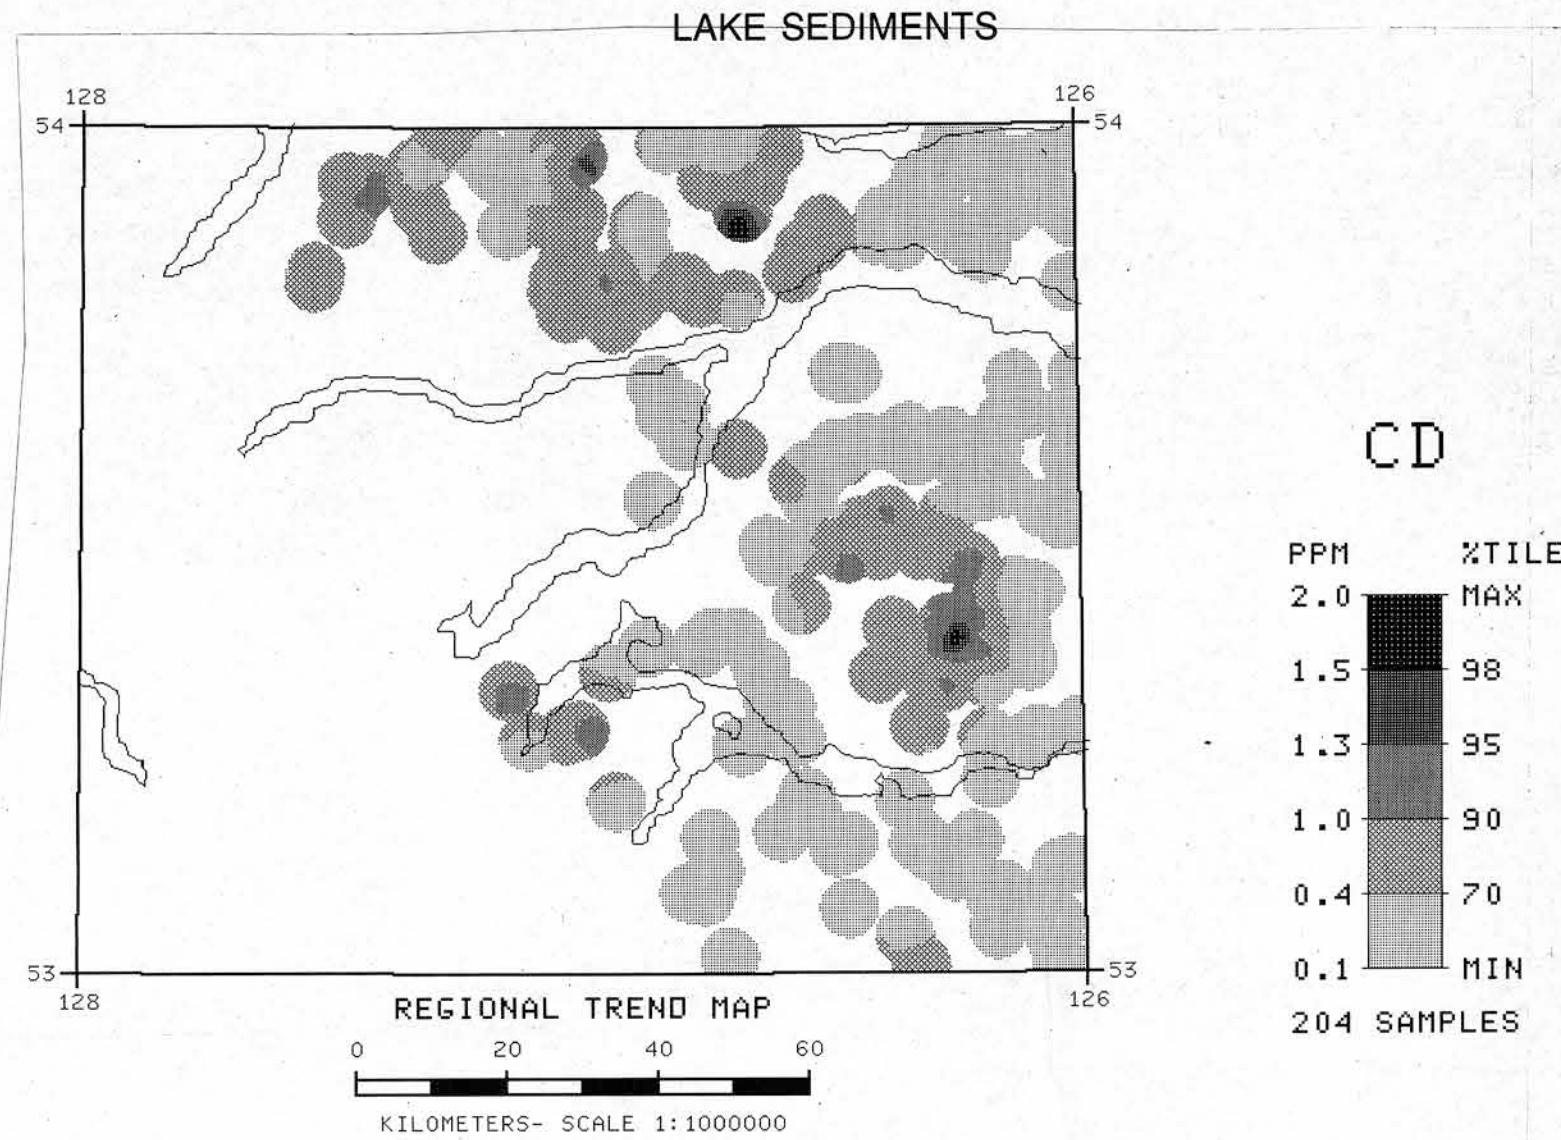 LAKE SEDIMENTS
128
126
54
54
CD
PPM %TILE
2.0 MAX
1.5 98
1.3 95
1.0 90
0.4 70
0.1 MIN
204 SAMPLES
53
53
128
126
REGIONAL TREND MAP
0 20 40 60
KILOMETERS- SCALE 1:1000000